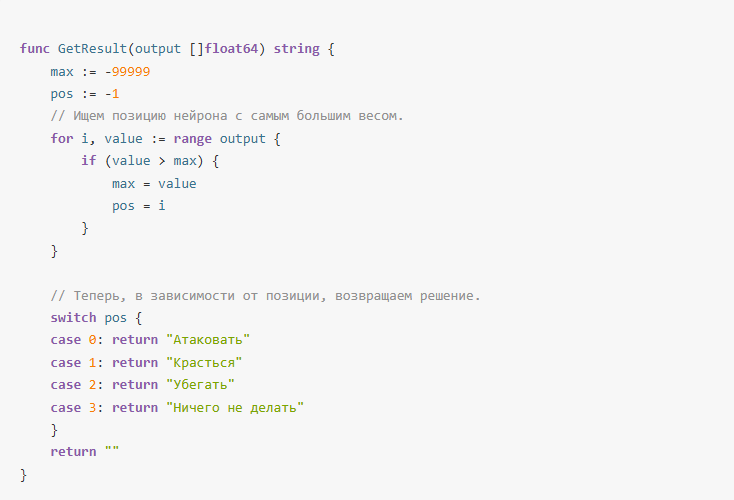 func GetResult(output []float64) string {
    max := -99999
    pos := -1
    // Ищем позицию нейрона с самым большим весом.
    for i, value := range output {
        if (value > max) {
            max = value
            pos = i
        }
    }

    // Теперь, в зависимости от позиции, возвращаем решение.
    switch pos {
    case 0: return "Атаковать"
    case 1: return "Красться"
    case 2: return "Убегать"
    case 3: return "Ничего не делать"
    }
    return ""
}